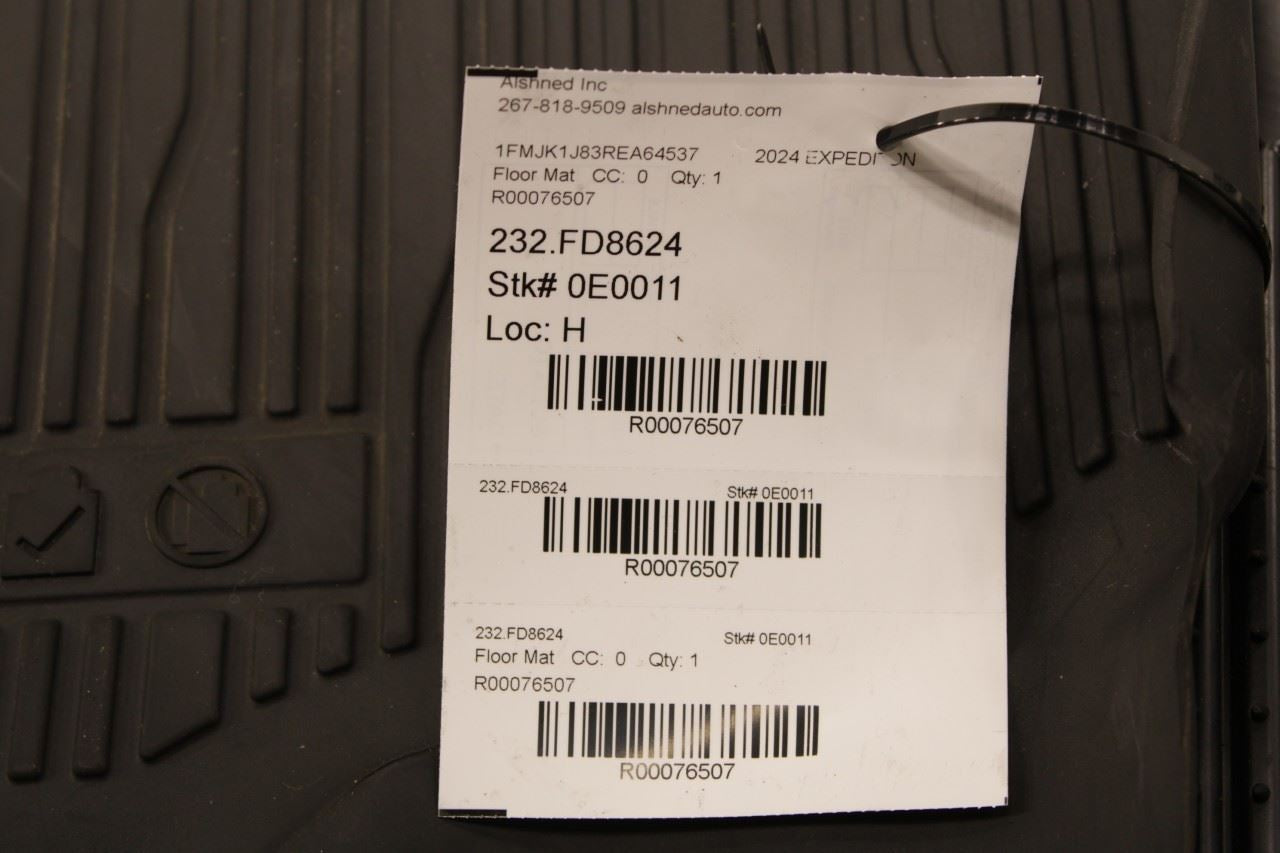 Alshned Inc
267-818-9509 alshnedauto.com
1FMJK1J83REA64537 2024 EXPEDITION
Floor Mat CC: 0 Qty: 1
R00076507
232.FD8624
Stk# 0E0011
Loc: H
R00076507
232.FD8624 Stk# 0E0011
R00076507
232.FD8624 Stk# 0E0011
Floor Mat CC: 0 Qty: 1
R00076507
R00076507